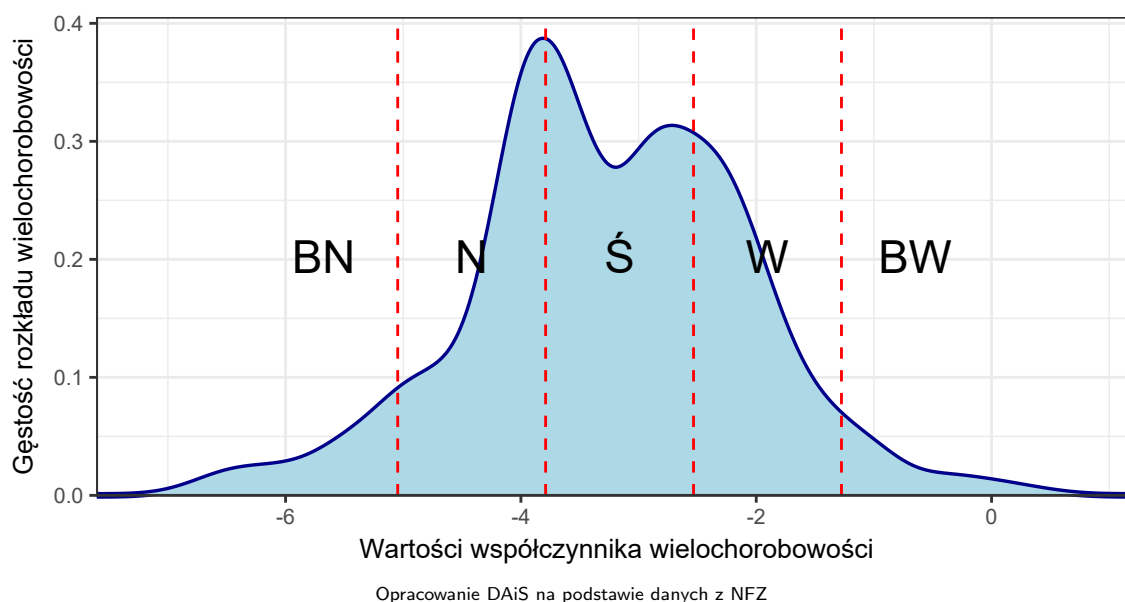 Gęstość rozkładu wielochorobowości
0.4
0.3
0.2
0.1
0.0
BN N Ś W BW
-6 -4 -2 0
Wartości współczynnika wielochorobowości
Opracowanie DAiS na podstawie danych z NFZ